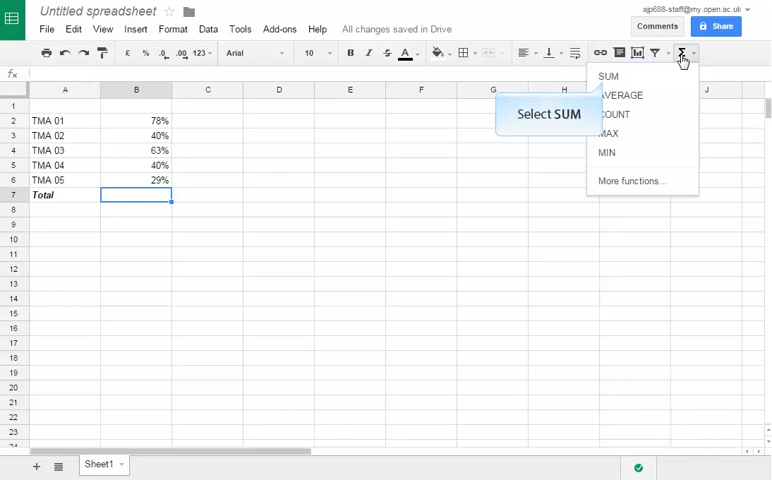 Untitled spreadsheet
ajp688-staff@my.open.ac.uk
File Edit View Insert Format Data Tools Add-ons Help All changes saved in Drive
Comments Share
£ % .0 .00 123 Arial 10 B I S A Σ
fx
A B C D E F G H J
SUM
AVERAGE
COUNT
MAX
MIN
More functions...
Select SUM
1
2 TMA 01 78%
3 TMA 02 40%
4 TMA 03 63%
5 TMA 04 40%
6 TMA 05 29%
7 Total
8
9
10
11
12
13
14
15
16
17
18
19
20
21
22
23
24
+ Sheet1